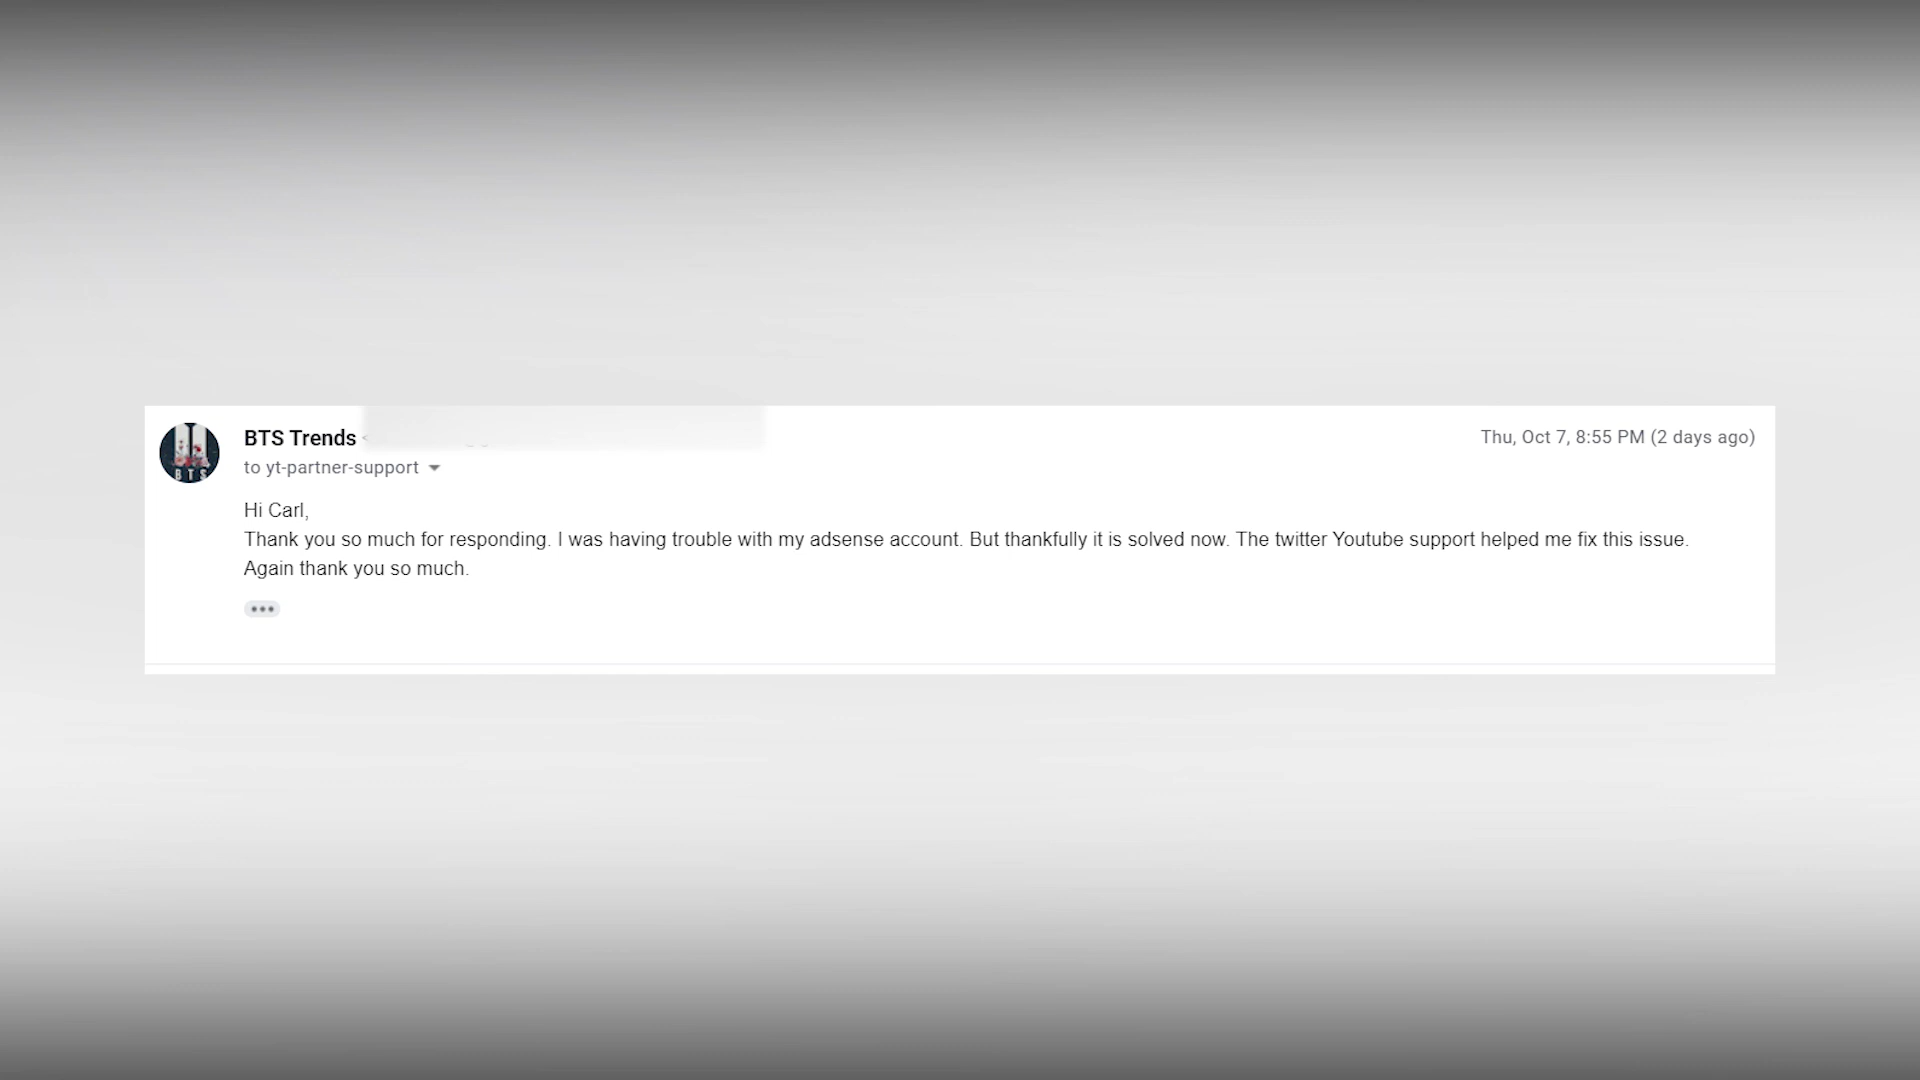 BTS Trends
Thu, Oct 7, 8:55 PM (2 days ago)
to yt-partner-support
BTS
Hi Carl,
Thank you so much for responding. I was having trouble with my adsense account. But thankfully it is solved now. The twitter Youtube support helped me fix this issue.
Again thank you so much.